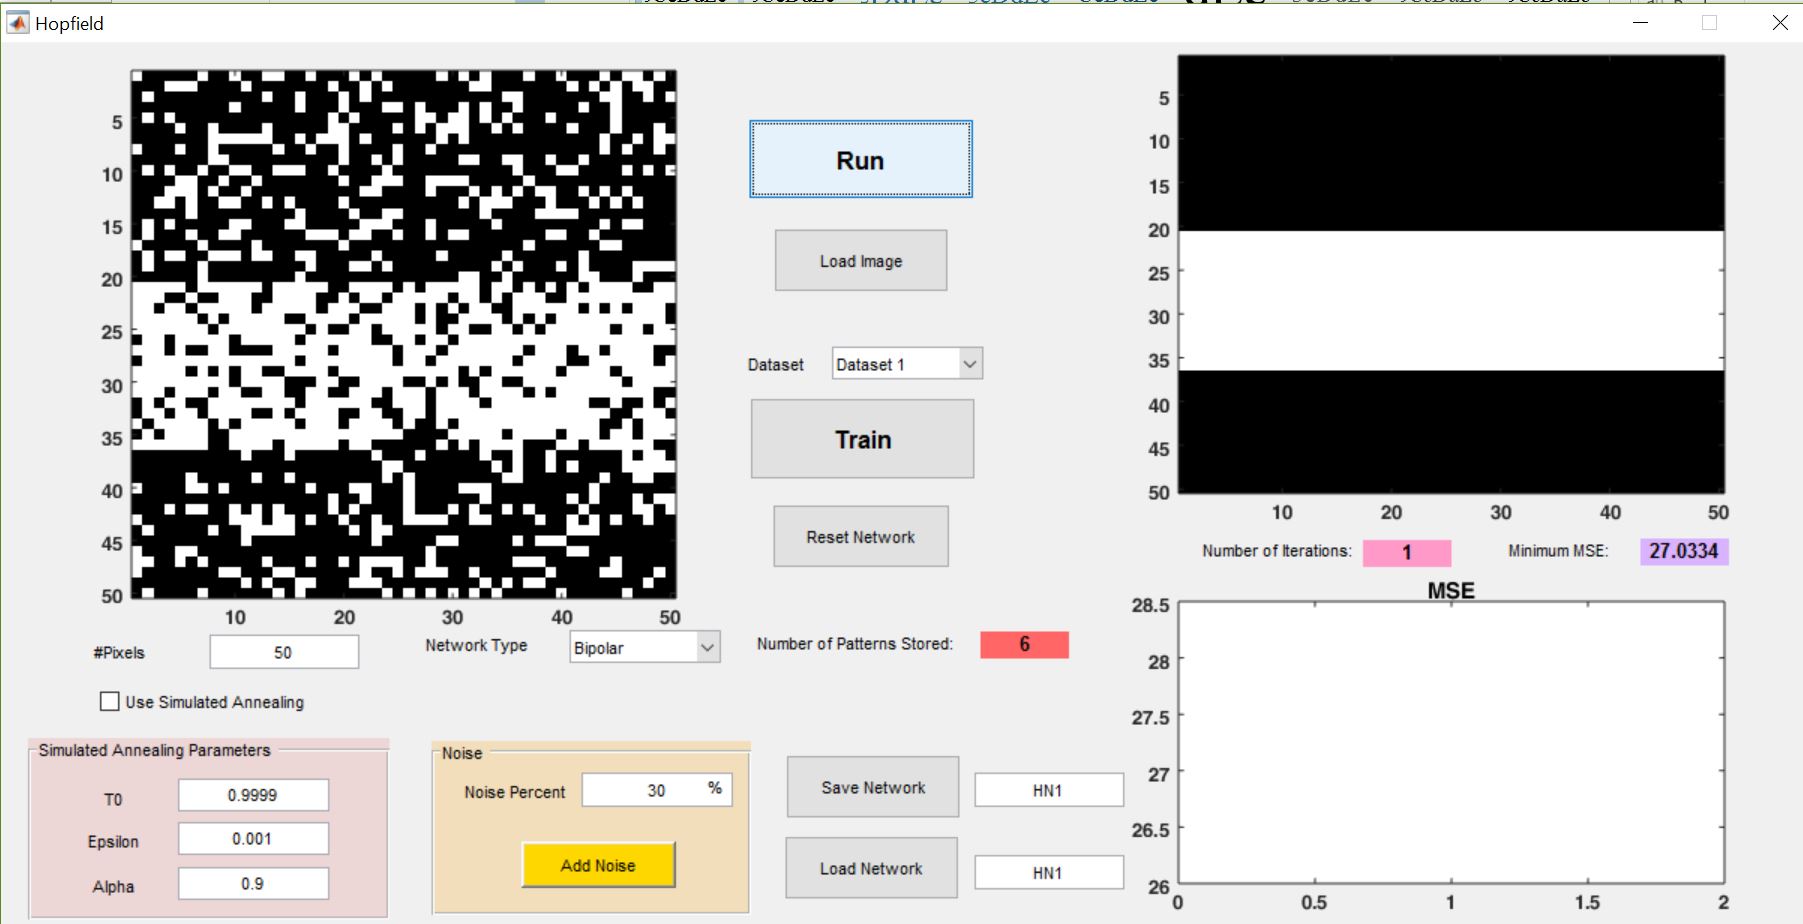 Hopfield
5
10
15
20
25
30
35
40
45
50
10 20 30 40 50
#Pixels 50
Network Type Bipolar
Use Simulated Annealing
Simulated Annealing Parameters
T0 0.9999
Epsilon 0.001
Alpha 0.9
Noise
Noise Percent 30 %
Add Noise
Run
Load Image
Dataset Dataset 1
Train
Reset Network
Number of Patterns Stored: 6
Save Network HN1
Load Network HN1
5
10
15
20
25
30
35
40
45
50
10 20 30 40 50
Number of Iterations: 1 Minimum MSE: 27.0334
MSE
28.5
28
27.5
27
26.5
26
0 0.5 1 1.5 2